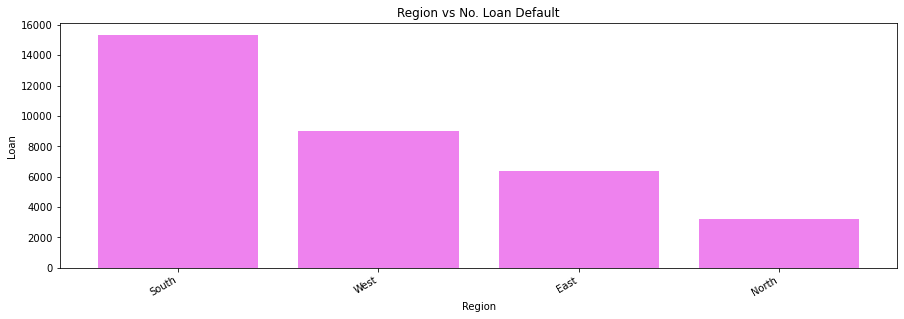 Region vs No. Loan Default
16000
14000
12000
10000
8000
6000
4000
2000
0
Loan
South
West
East
North
Region